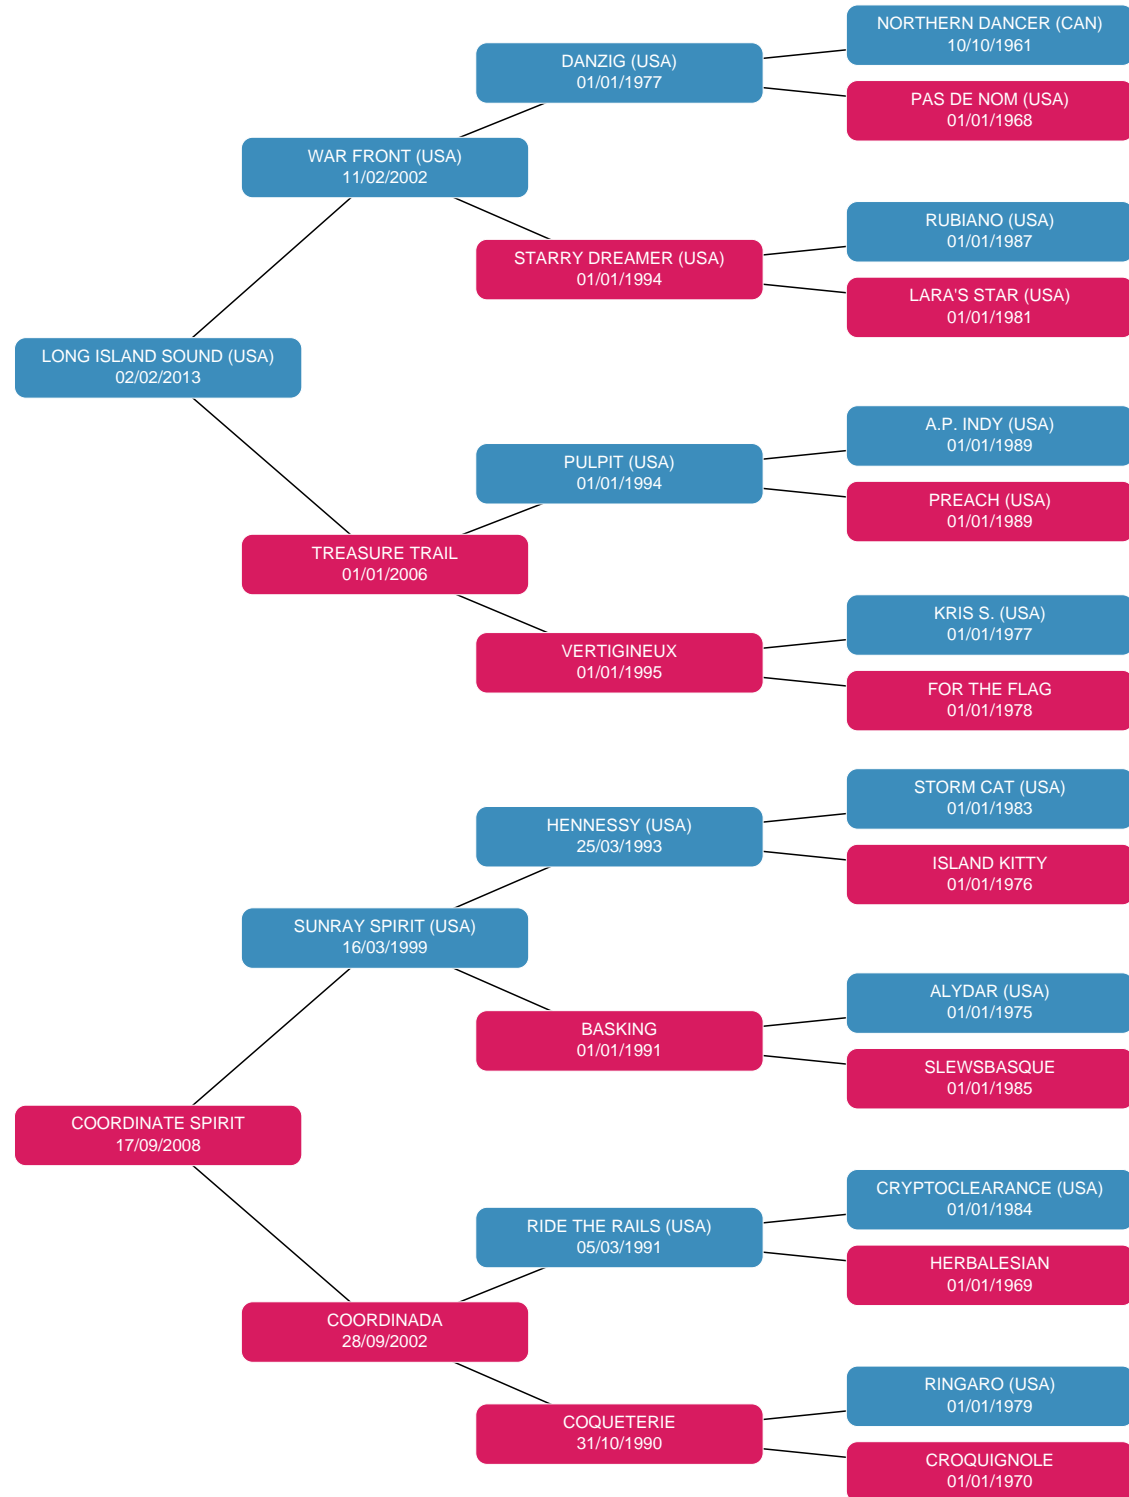 NORTHERN DANCER (CAN)
10/10/1961
DANZIG (USA)
01/01/1977
PAS DE NOM (USA)
01/01/1968
WAR FRONT (USA)
11/02/2002
RUBIANO (USA)
01/01/1987
STARRY DREAMER (USA)
01/01/1994
LARA'S STAR (USA)
01/01/1981
LONG ISLAND SOUND (USA)
02/02/2013
A.P. INDY (USA)
01/01/1989
PULPIT (USA)
01/01/1994
PREACH (USA)
01/01/1989
TREASURE TRAIL
01/01/2006
KRIS S. (USA)
01/01/1977
VERTIGINEUX
01/01/1995
FOR THE FLAG
01/01/1978
STORM CAT (USA)
01/01/1983
HENNESSY (USA)
25/03/1993
ISLAND KITTY
01/01/1976
SUNRAY SPIRIT (USA)
16/03/1999
ALYDAR (USA)
01/01/1975
BASKING
01/01/1991
SLEWSBASQUE
01/01/1985
COORDINATE SPIRIT
17/09/2008
CRYPTOCLEARANCE (USA)
01/01/1984
RIDE THE RAILS (USA)
05/03/1991
HERBALESIAN
01/01/1969
COORDINADA
28/09/2002
RINGARO (USA)
01/01/1979
COQUETERIE
31/10/1990
CROQUIGNOLE
01/01/1970